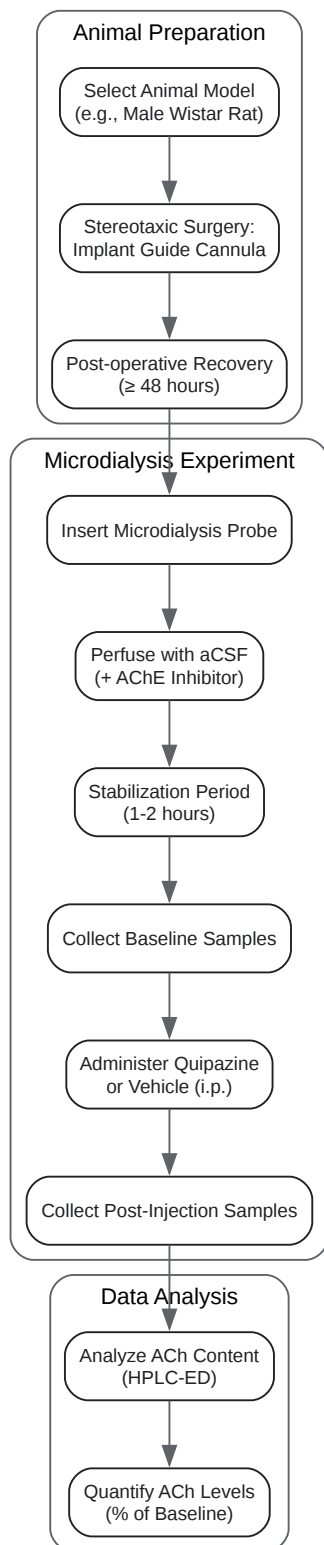 Animal Preparation
Select Animal Model
(e.g., Male Wistar Rat)
Stereotaxic Surgery:
Implant Guide Cannula
Post-operative Recovery
(≥ 48 hours)
Microdialysis Experiment
Insert Microdialysis Probe
Perfuse with aCSF
(+ AChE Inhibitor)
Stabilization Period
(1-2 hours)
Collect Baseline Samples
Administer Quipazine
or Vehicle (i.p.)
Collect Post-Injection Samples
Data Analysis
Analyze ACh Content
(HPLC-ED)
Quantify ACh Levels
(% of Baseline)